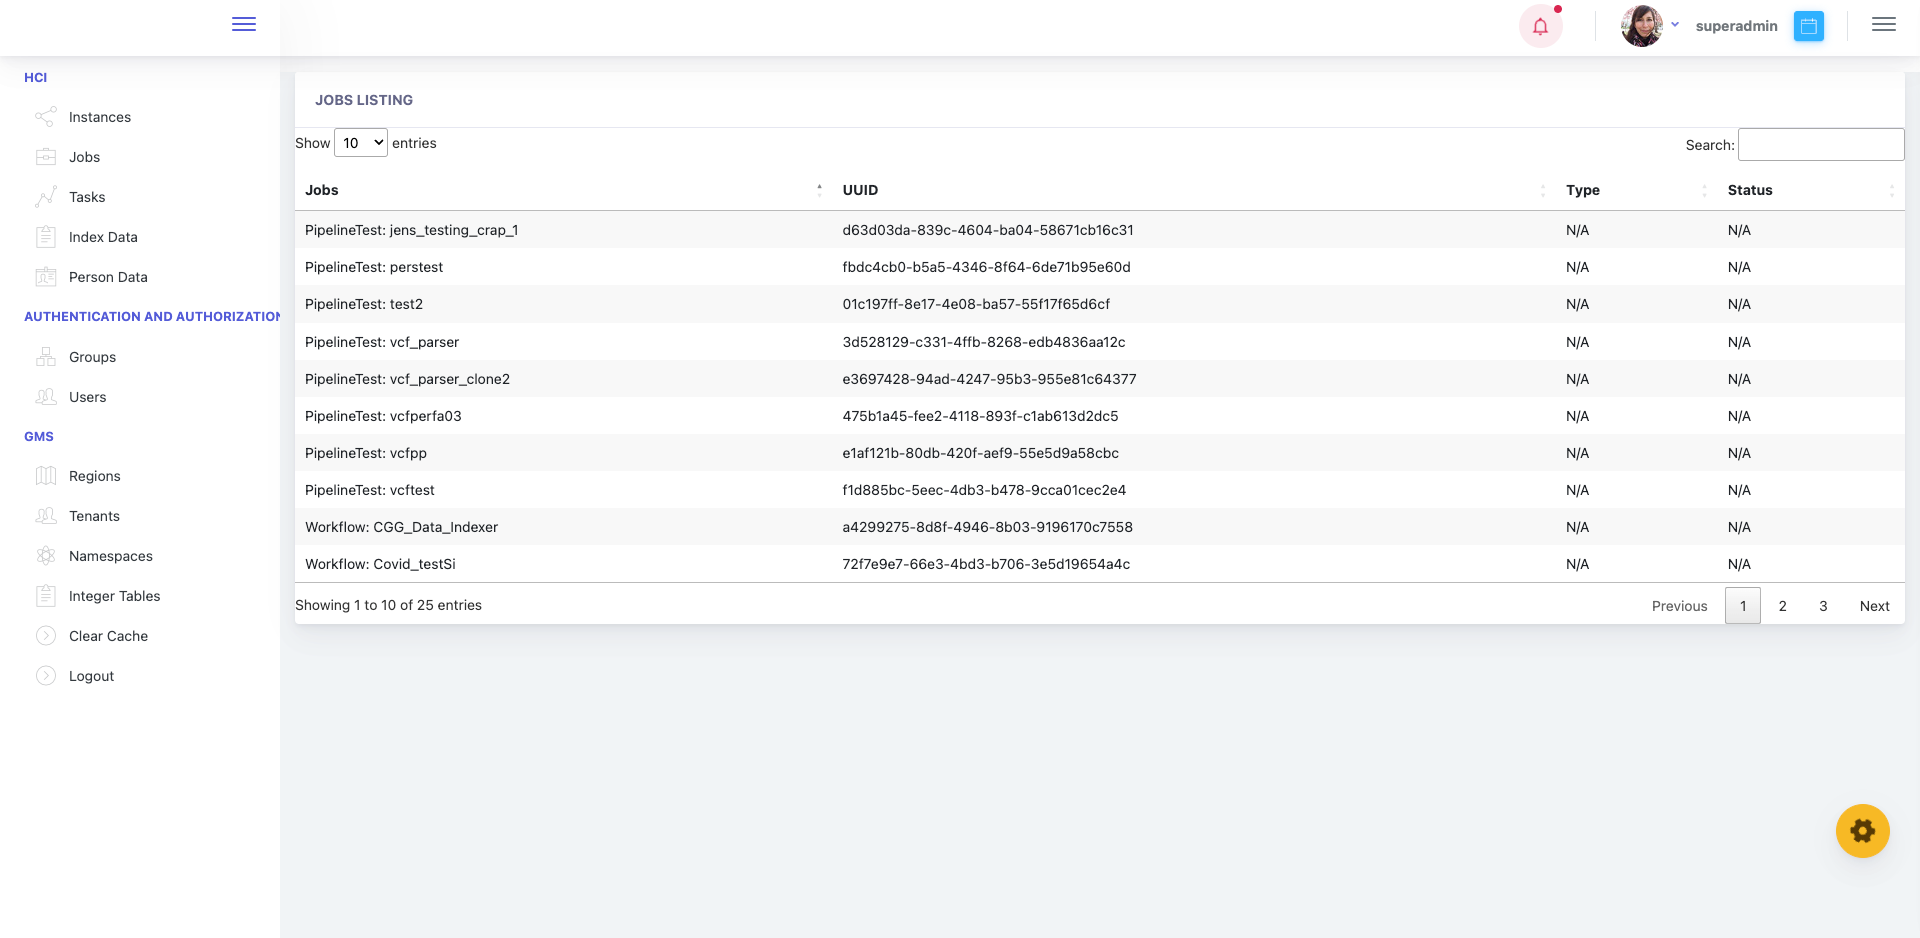 superadmin
HCI
Instances
Jobs
Tasks
Index Data
Person Data
AUTHENTICATION AND AUTHORIZATION
Groups
Users
GMS
Regions
Tenants
Namespaces
Integer Tables
Clear Cache
Logout
JOBS LISTING
Show 10 entries Search:
Jobs UUID Type Status
PipelineTest: jens_testing_crap_1 d63d03da-839c-4604-ba04-58671cb16c31 N/A N/A
PipelineTest: perstest fbdc4cb0-b5a5-4346-8f64-6de71b95e60d N/A N/A
PipelineTest: test2 01c197ff-8e17-4e08-ba57-55f17f65d6cf N/A N/A
PipelineTest: vcf_parser 3d528129-c331-4ffb-8268-edb4836aa12c N/A N/A
PipelineTest: vcf_parser_clone2 e3697428-94ad-4247-95b3-955e81c64377 N/A N/A
PipelineTest: vcfperfa03 475b1a45-fee2-4118-893f-c1ab613d2dc5 N/A N/A
PipelineTest: vcfpp e1af121b-80db-420f-aef9-55e5d9a58cbc N/A N/A
PipelineTest: vcftest f1d885bc-5eec-4db3-b478-9cca01cec2e4 N/A N/A
Workflow: CGG_Data_Indexer a4299275-8d8f-4946-8b03-9196170c7558 N/A N/A
Workflow: Covid_testSi 72f7e9e7-66e3-4bd3-b706-3e5d19654a4c N/A N/A
Showing 1 to 10 of 25 entries Previous 1 2 3 Next